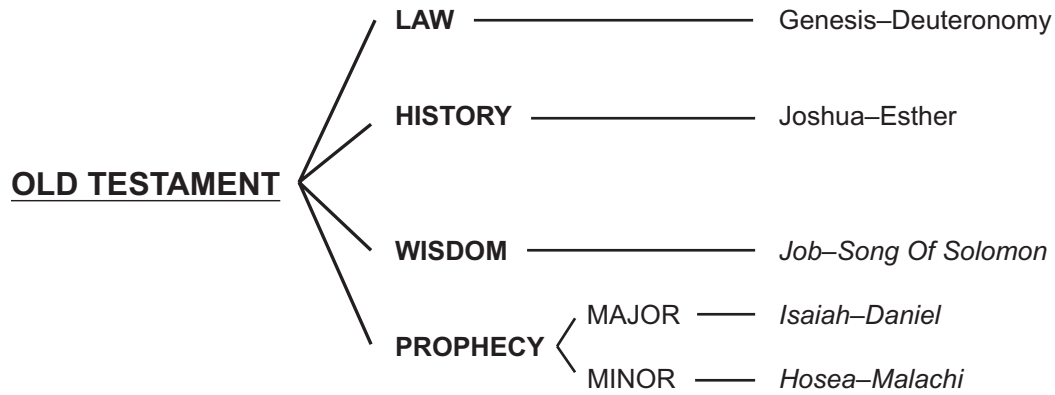 LAW Genesis–Deuteronomy
HISTORY Joshua–Esther
OLD TESTAMENT
WISDOM Job–Song Of Solomon
PROPHECY
MAJOR Isaiah–Daniel
MINOR Hosea–Malachi